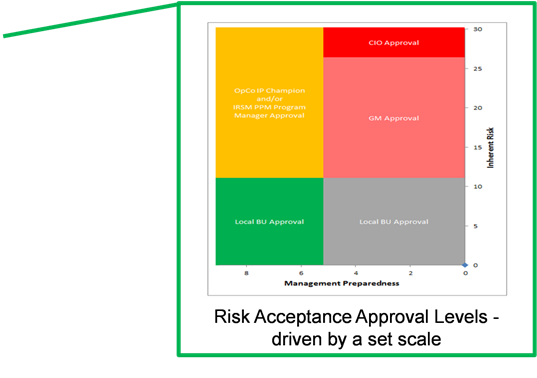 30
CIO Approval
25
OpCo IP Champion
and/or
IRSM PPM Program
Manager Approval
20
GM Approval
15
Inherent Risk
10
Local BU Approval
Local BU Approval
5
0
8
6
4
2
0
Management Preparedness
Risk Acceptance Approval Levels -
driven by a set scale